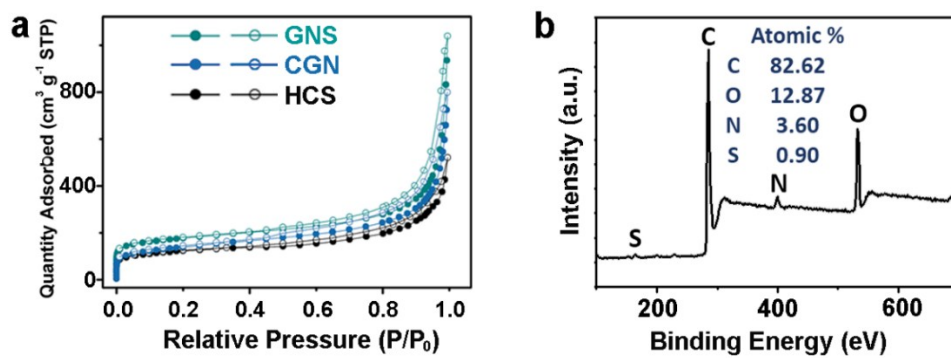 a
GNS
CGN
HCS
Quantity Adsorbed (cm³ g⁻¹ STP)
800
400
0
0.0 0.2 0.4 0.6 0.8 1.0
Relative Pressure (P/P₀)
b
Atomic %
C 82.62
O 12.87
N 3.60
S 0.90
C
O
N
S
Intensity (a.u.)
200 400 600
Binding Energy (eV)